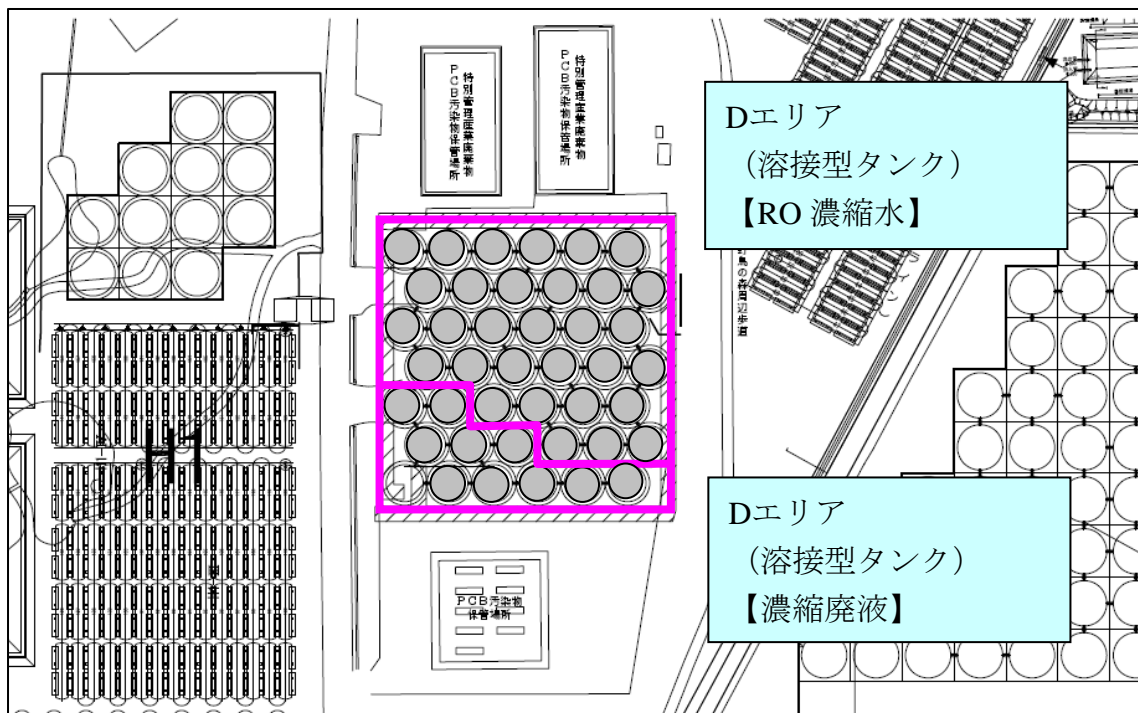 特別管理産業廃棄物
PCB汚染物保管場所
特別管理産業廃棄物
PCB汚染物保管場所
Dエリア
（溶接型タンク）
【RO 濃縮水】
Dエリア
（溶接型タンク）
【濃縮廃液】
H1
PCB汚染物
保管場所